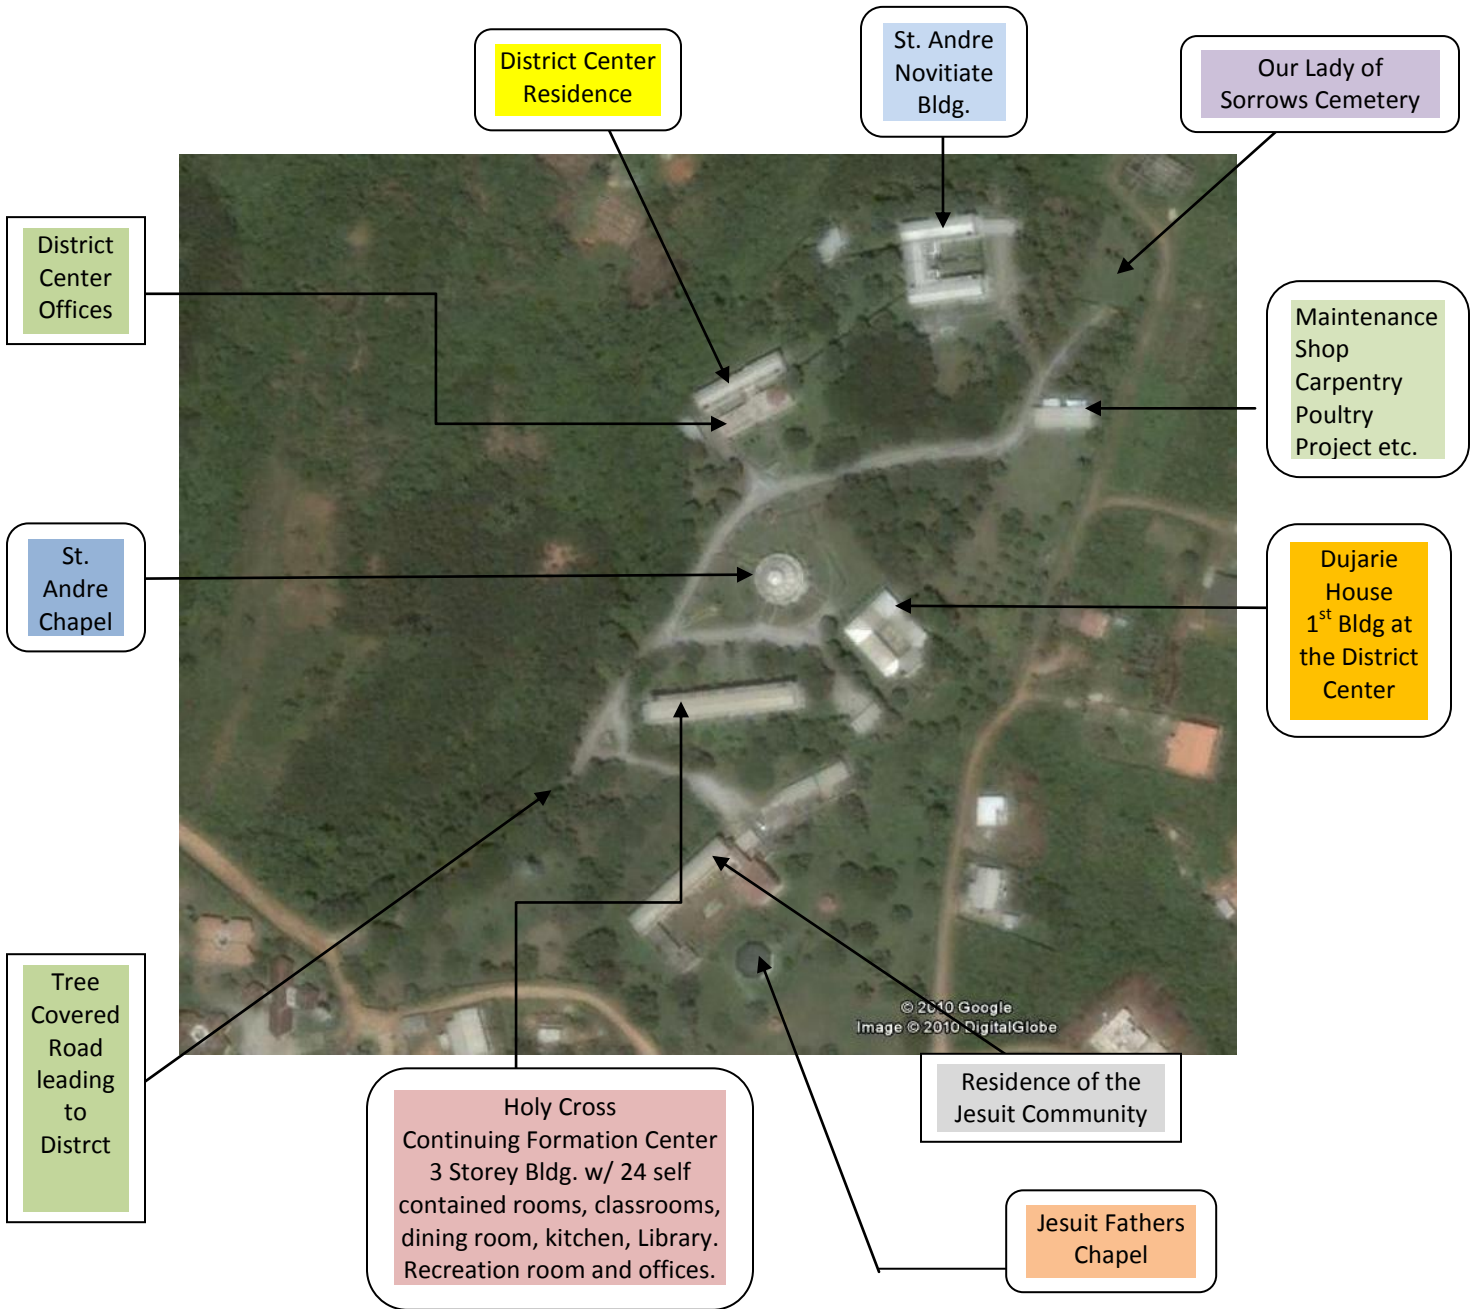 District Center
Residence
St. Andre
Novitiate
Bldg.
Our Lady of
Sorrows Cemetery
District
Center
Offices
Maintenance
Shop
Carpentry
Poultry
Project etc.
St.
Andre
Chapel
Dujarie
House
1st Bldg at
the District
Center
Tree
Covered
Road
leading
to
Distrct
© 2010 Google
Image © 2010 DigitalGlobe
Holy Cross
Continuing Formation Center
3 Storey Bldg. w/ 24 self
contained rooms, classrooms,
dining room, kitchen, Library.
Recreation room and offices.
Residence of the
Jesuit Community
Jesuit Fathers
Chapel